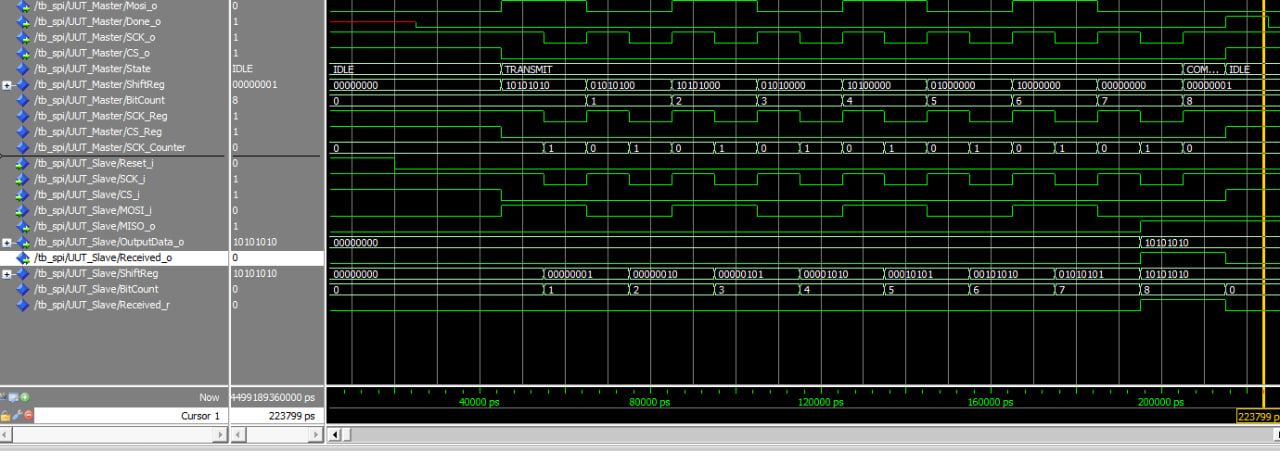 /tb_spi/UUT_Master/Mosi_o 0
/tb_spi/UUT_Master/Done_o 1
/tb_spi/UUT_Master/SCK_o 1
/tb_spi/UUT_Master/CS_o 1
/tb_spi/UUT_Master/State IDLE IDLE TRANSMIT COM... IDLE
/tb_spi/UUT_Master/ShiftReg 00000001 00000000 10101010 01010100 10101000 01010000 10100000 01000000 10000000 00000000 00000001
/tb_spi/UUT_Master/BitCount 8 0 1 2 3 4 5 6 7 8
/tb_spi/UUT_Master/SCK_Reg 1
/tb_spi/UUT_Master/CS_Reg 1
/tb_spi/UUT_Master/SCK_Counter 0 0 1 0 1 0 1 0 1 0 1 0 1 0 1 0 1 0
/tb_spi/UUT_Slave/Reset_i 0
/tb_spi/UUT_Slave/SCK_i 1
/tb_spi/UUT_Slave/CS_i 1
/tb_spi/UUT_Slave/MOSI_i 0
/tb_spi/UUT_Slave/MISO_o 1
/tb_spi/UUT_Slave/OutputData_o 10101010 00000000 10101010
/tb_spi/UUT_Slave/Received_o 0
/tb_spi/UUT_Slave/ShiftReg 10101010 00000000 00000001 00000010 00000101 00001010 00010101 00101010 01010101 10101010
/tb_spi/UUT_Slave/BitCount 0 0 1 2 3 4 5 6 7 8 0
/tb_spi/UUT_Slave/Received_r 0
Now 4499189360000 ps 40000 ps 80000 ps 120000 ps 160000 ps 200000 ps
Cursor 1 223799 ps 223799 p